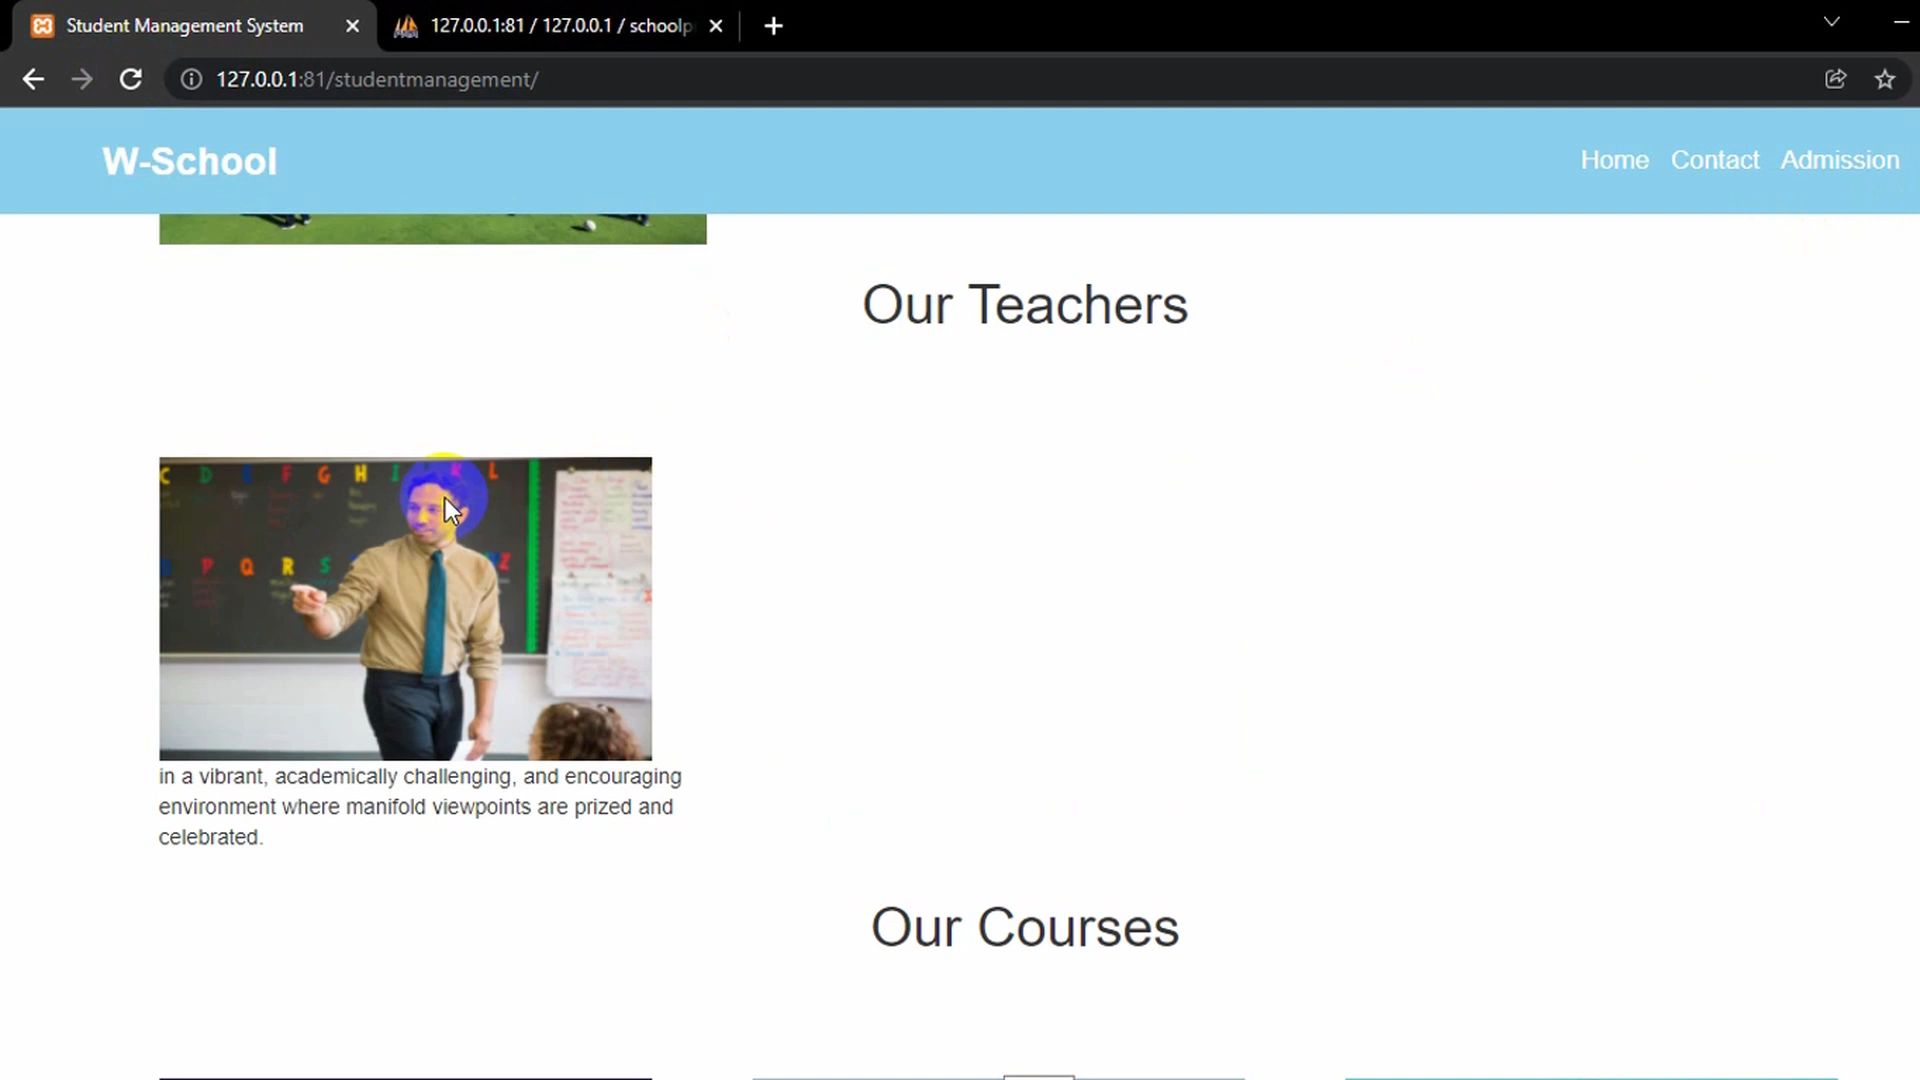 Student Management System
127.0.0.1:81 / 127.0.0.1 / schoolp
127.0.0.1:81/studentmanagement/
W-School
Home Contact Admission
Our Teachers
C D E F G H I K L
P Q R S Z
in a vibrant, academically challenging, and encouraging
environment where manifold viewpoints are prized and
celebrated.
Our Courses